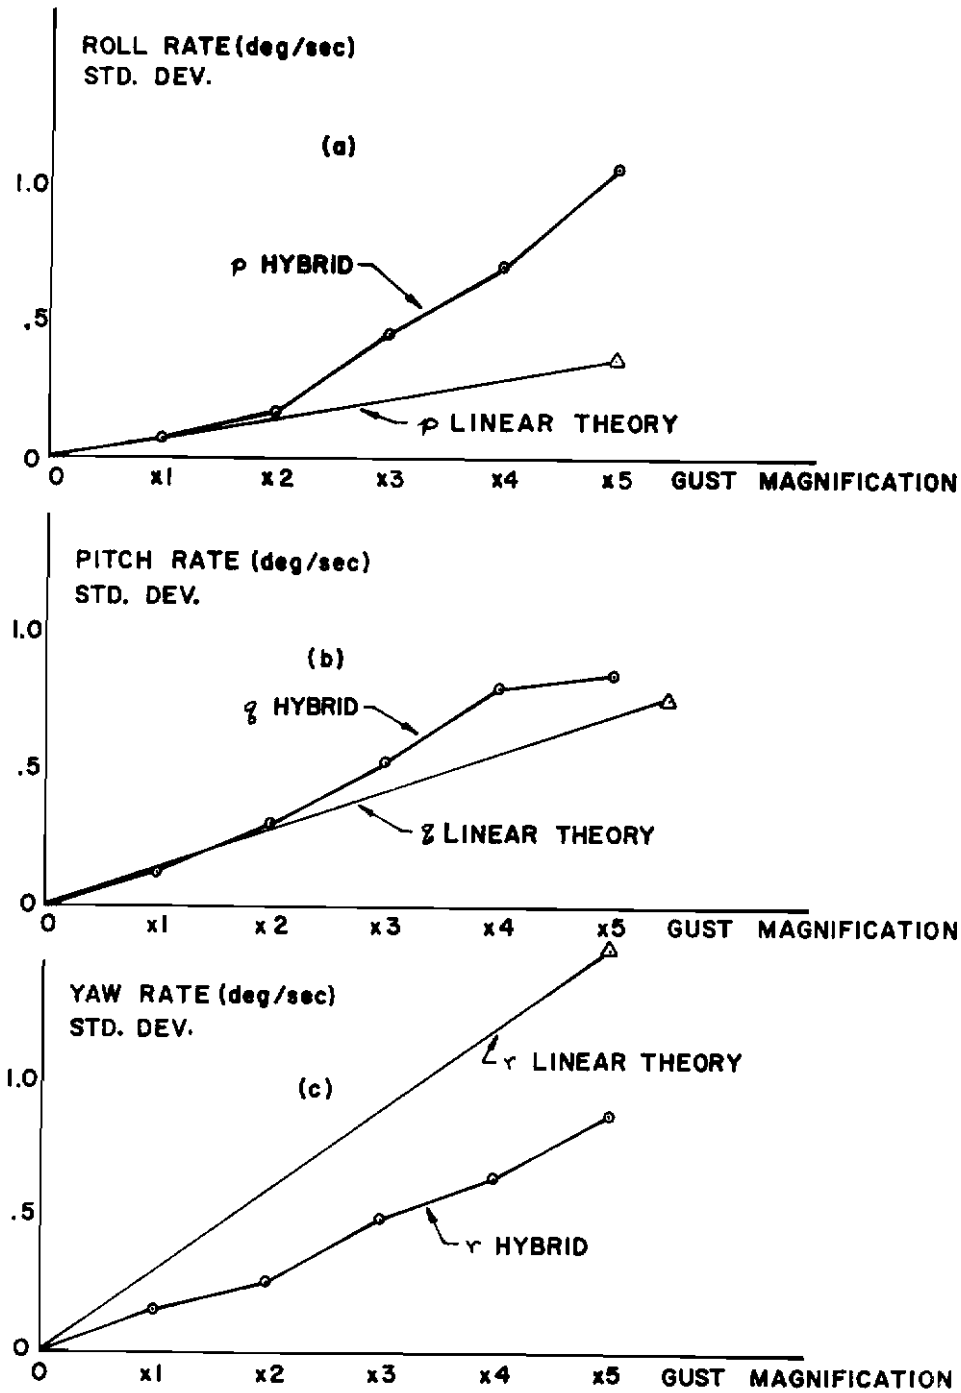 ROLL RATE (deg/sec)
STD. DEV.
(a)
1.0
p HYBRID
.5
p LINEAR THEORY
0
0 x1 x2 x3 x4 x5 GUST MAGNIFICATION
PITCH RATE (deg/sec)
STD. DEV.
1.0
(b)
q HYBRID
.5
q LINEAR THEORY
0
0 x1 x2 x3 x4 x5 GUST MAGNIFICATION
YAW RATE (deg/sec)
STD. DEV.
r LINEAR THEORY
1.0
(c)
.5
r HYBRID
0
0 x1 x2 x3 x4 x5 GUST MAGNIFICATION